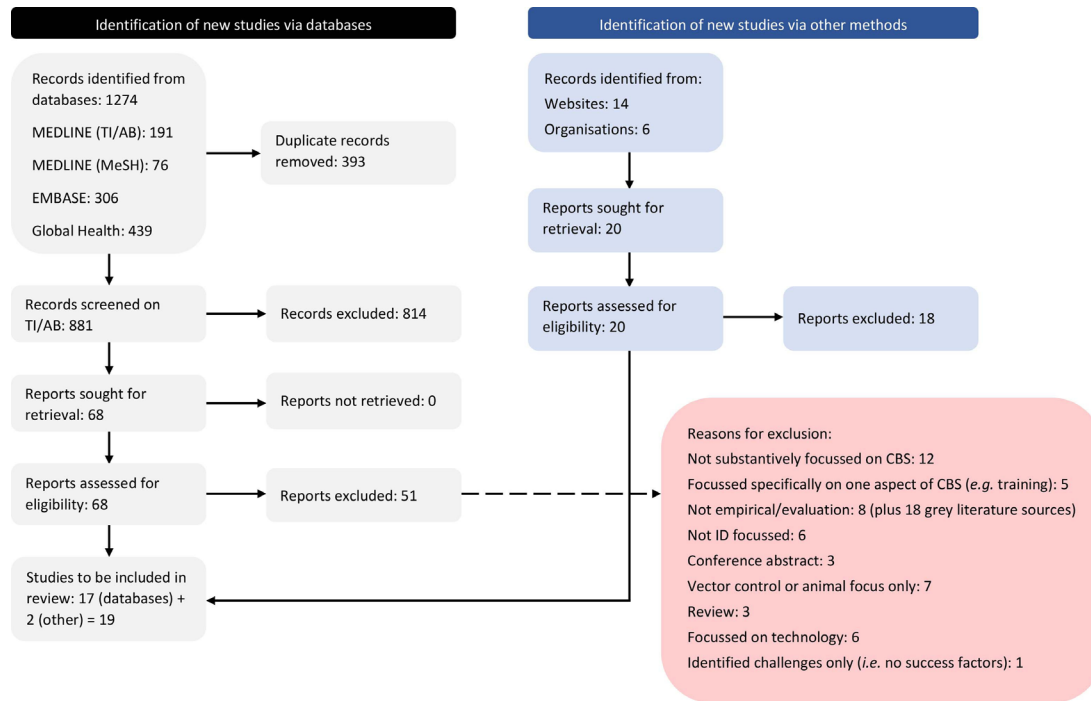 Identification of new studies via databases
Records identified from
databases: 1274
MEDLINE (TI/AB): 191
MEDLINE (MeSH): 76
EMBASE: 306
Global Health: 439
Duplicate records
removed: 393
Records screened on
TI/AB: 881
Records excluded: 814
Reports sought for
retrieval: 68
Reports not retrieved: 0
Reports assessed for
eligibility: 68
Reports excluded: 51
Studies to be included in
review: 17 (databases) +
2 (other) = 19
Identification of new studies via other methods
Records identified from:
Websites: 14
Organisations: 6
Reports sought for
retrieval: 20
Reports assessed for
eligibility: 20
Reports excluded: 18
Reasons for exclusion:
Not substantively focussed on CBS: 12
Focussed specifically on one aspect of CBS (e.g. training): 5
Not empirical/evaluation: 8 (plus 18 grey literature sources)
Not ID focussed: 6
Conference abstract: 3
Vector control or animal focus only: 7
Review: 3
Focussed on technology: 6
Identified challenges only (i.e. no success factors): 1